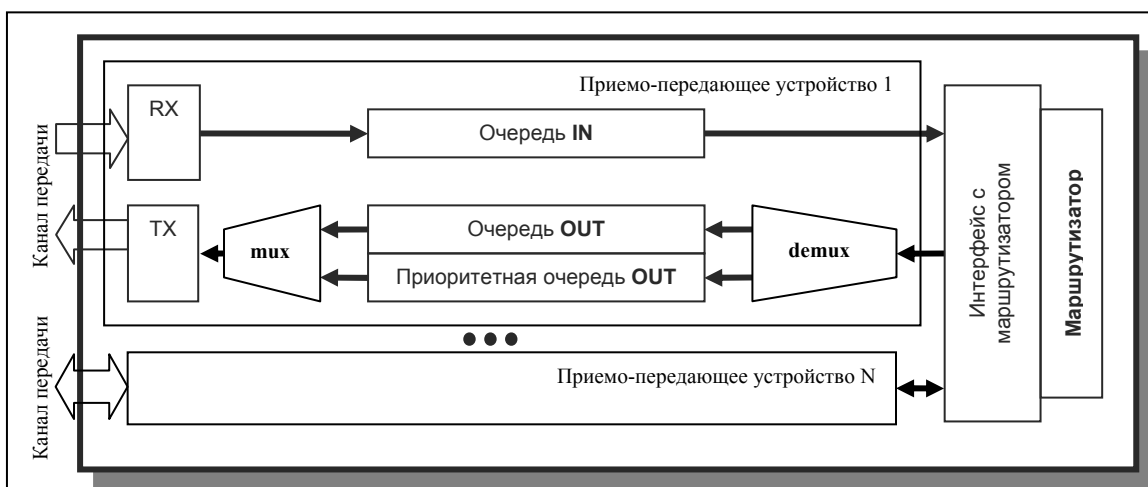 Приемо-передающее устройство 1
RX
Очередь IN
Канал передачи
TX
mux
Очередь OUT
Приоритетная очередь OUT
demux
Интерфейс с
маршрутизатором
Маршрутизатор
Канал передачи
Приемо-передающее устройство N